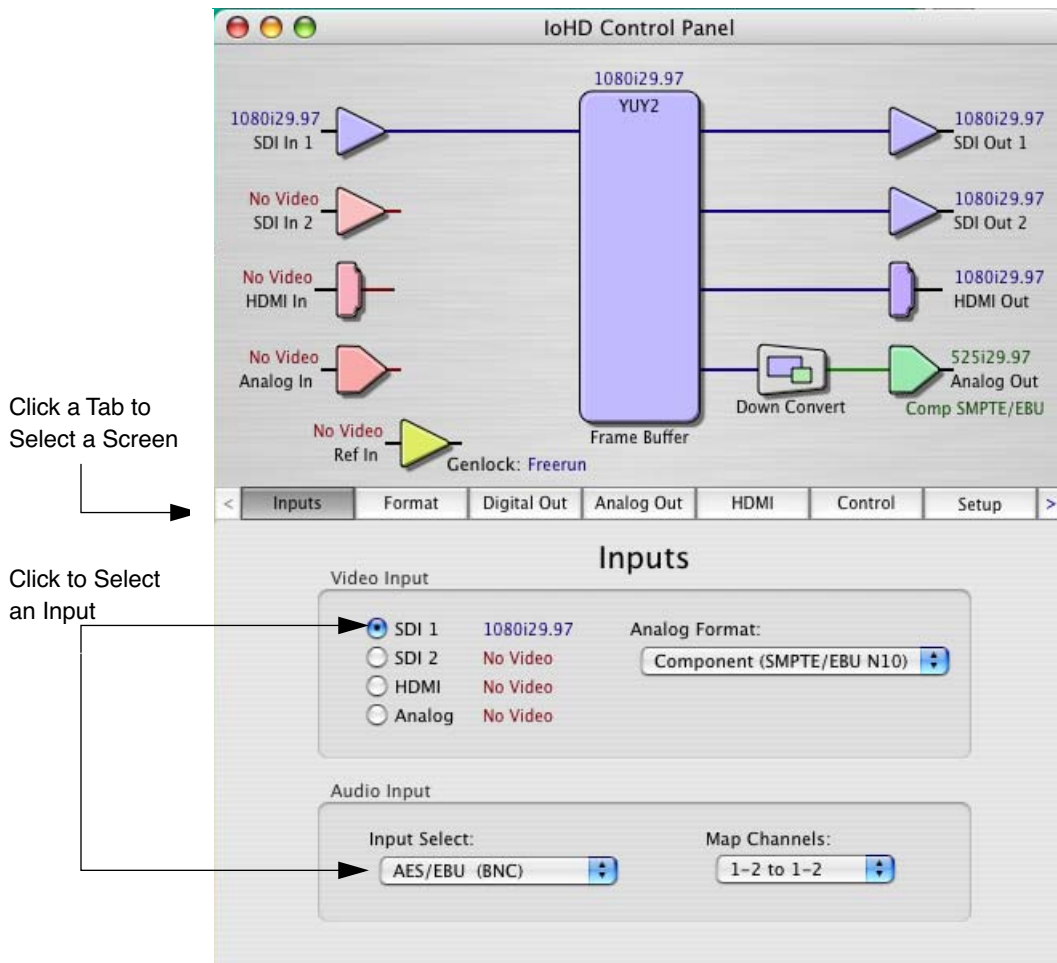 IoHD Control Panel
1080i29.97
YUY2
1080i29.97
SDI In 1
1080i29.97
SDI Out 1
No Video
SDI In 2
1080i29.97
SDI Out 2
No Video
HDMI In
1080i29.97
HDMI Out
No Video
Analog In
525i29.97
Analog Out
Comp SMPTE/EBU
Down Convert
Frame Buffer
No Video
Ref In
Genlock: Freerun
Click a Tab to
Select a Screen
< Inputs Format Digital Out Analog Out HDMI Control Setup >
Inputs
Click to Select
an Input
Video Input
SDI 1 1080i29.97
SDI 2 No Video
HDMI No Video
Analog No Video
Analog Format:
Component (SMPTE/EBU N10)
Audio Input
Input Select:
AES/EBU (BNC)
Map Channels:
1-2 to 1-2